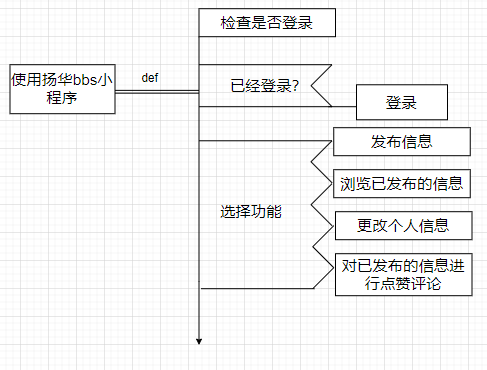 检查是否登录
使用扬华bbs小
程序
def
已经登录?
登录
发布信息
浏览已发布的信息
选择功能
更改个人信息
对已发布的信息进
行点赞评论